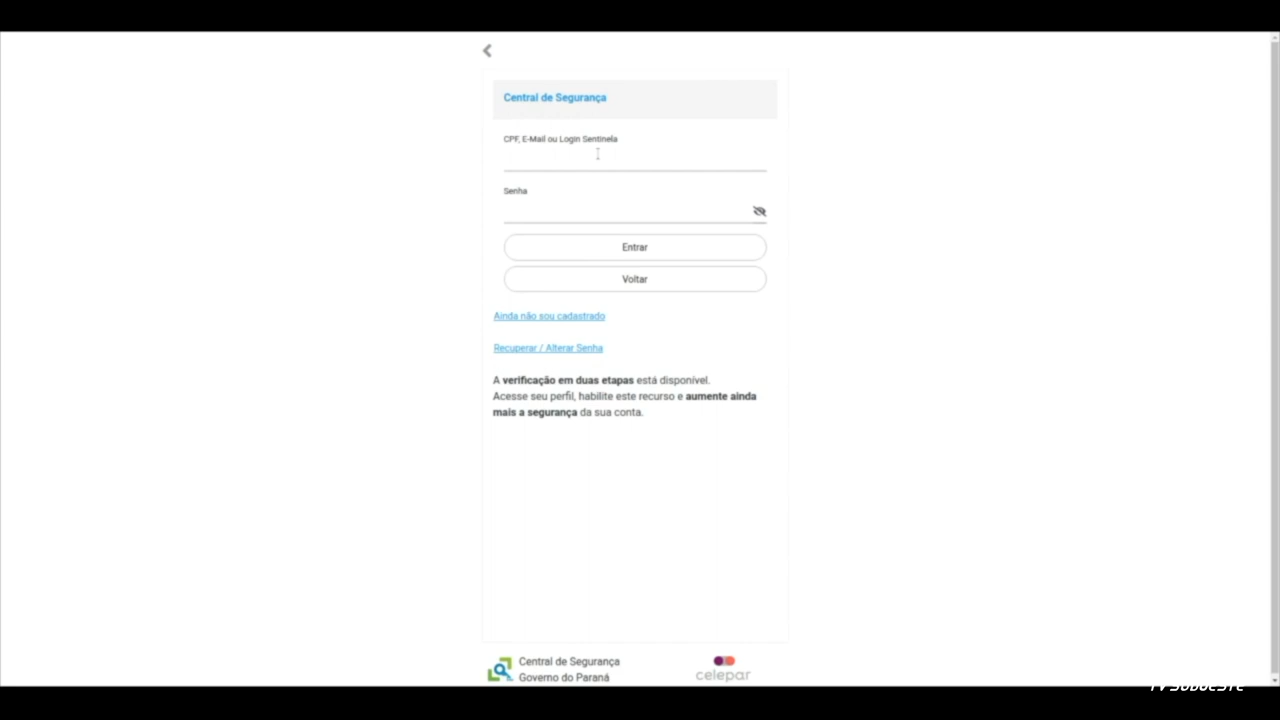 Central de Segurança
CPF, E-Mail ou Login Sentinela
Senha
Entrar
Voltar
Ainda não sou cadastrado
Recuperar / Alterar Senha
A verificação em duas etapas está disponível.
Acesse seu perfil, habilite este recurso e aumente ainda
mais a segurança da sua conta.
Central de Segurança
Governo do Paraná
celepar
TV SUDOESTE